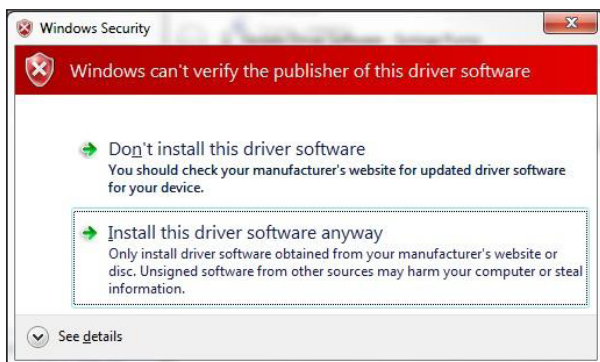 Windows Security
Windows can't verify the publisher of this driver software
Don't install this driver software
You should check your manufacturer's website for updated driver software
for your device.
Install this driver software anyway
Only install driver software obtained from your manufacturer's website or
disc. Unsigned software from other sources may harm your computer or steal
information.
See details